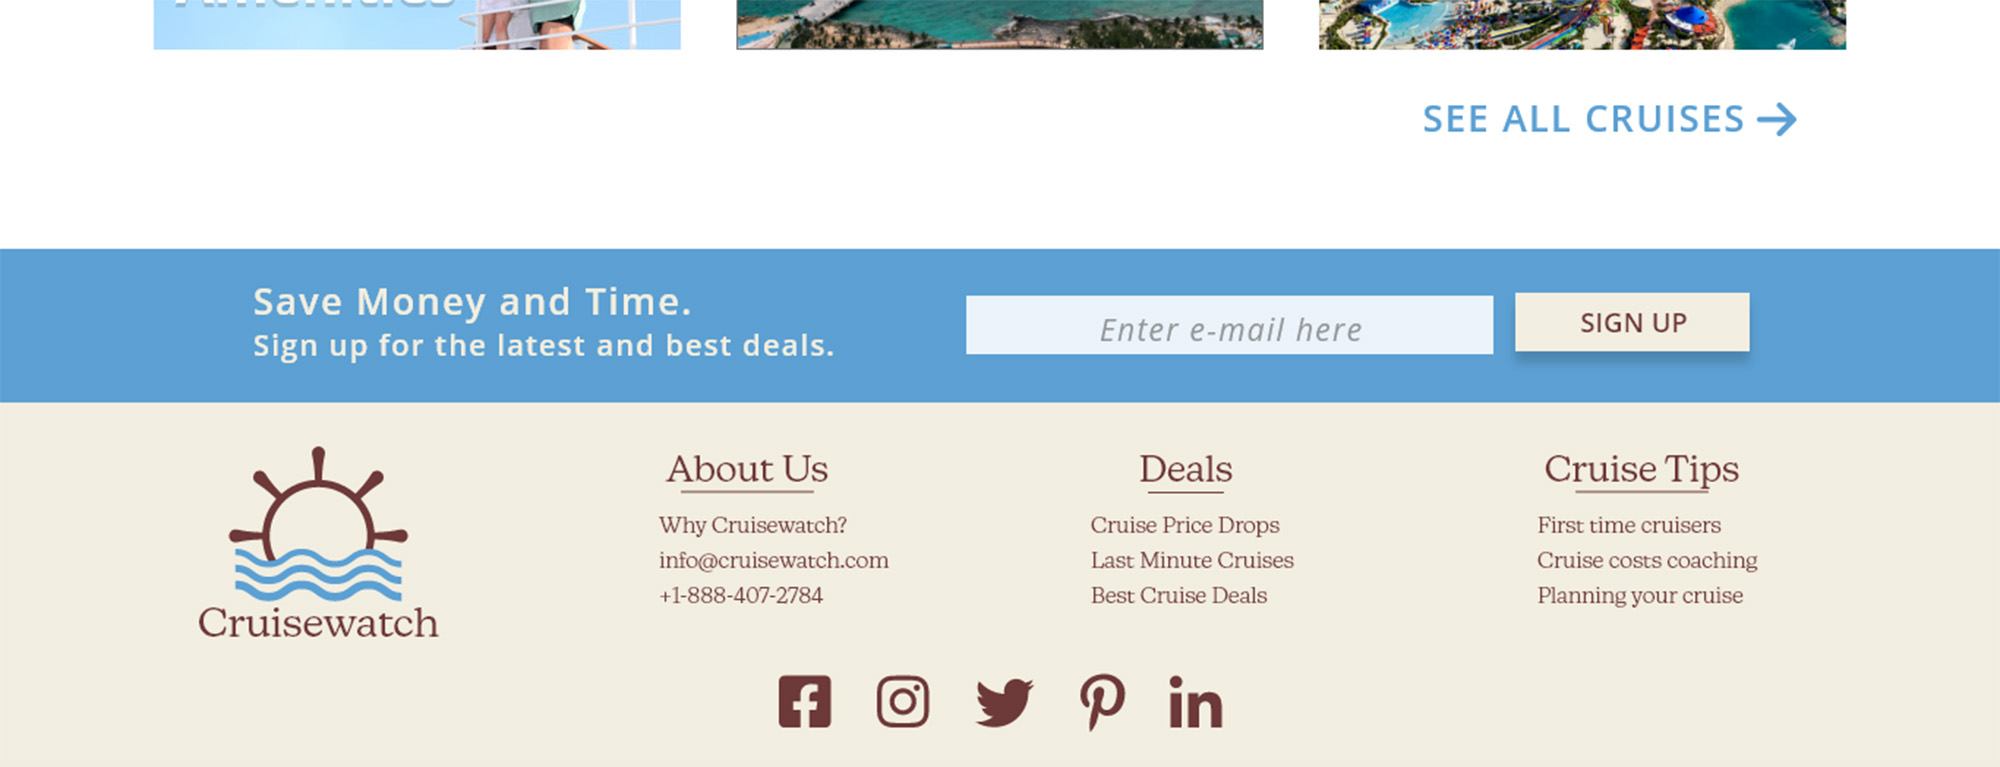 Amenities
SEE ALL CRUISES
Save Money and Time.
Sign up for the latest and best deals.
Enter e-mail here
SIGN UP
Cruisewatch
About Us
Why Cruisewatch?
info@cruisewatch.com
+1-888-407-2784
Deals
Cruise Price Drops
Last Minute Cruises
Best Cruise Deals
Cruise Tips
First time cruisers
Cruise costs coaching
Planning your cruise